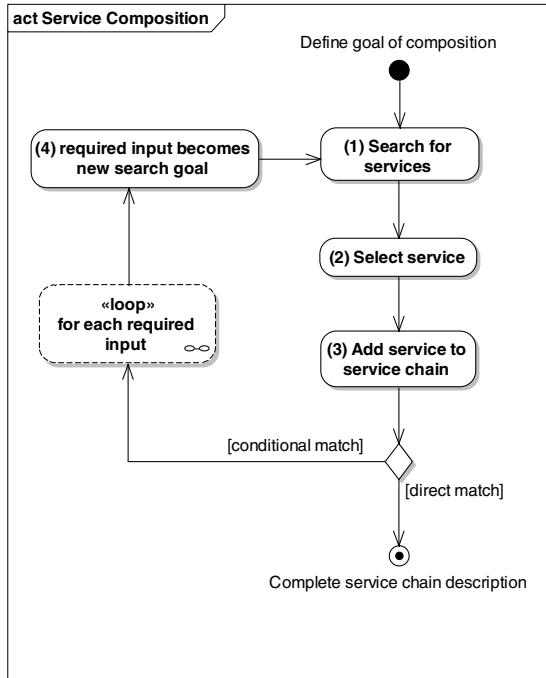 act Service Composition
Define goal of composition
(1) Search for
services
(2) Select service
(3) Add service to
service chain
[conditional match]
[direct match]
Complete service chain description
«loop»
for each required
input
(4) required input becomes
new search goal